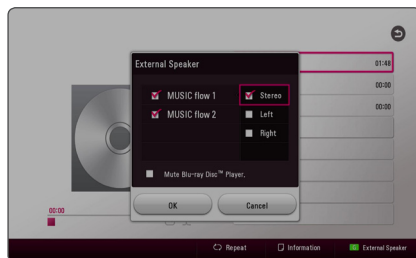 External Speaker
01:48
MUSIC flow 1
Stereo
00:00
MUSIC flow 2
Left
00:00
Right
Mute Blu-ray Disc™ Player.
OK
Cancel
00:00
Repeat
Information
External Speaker